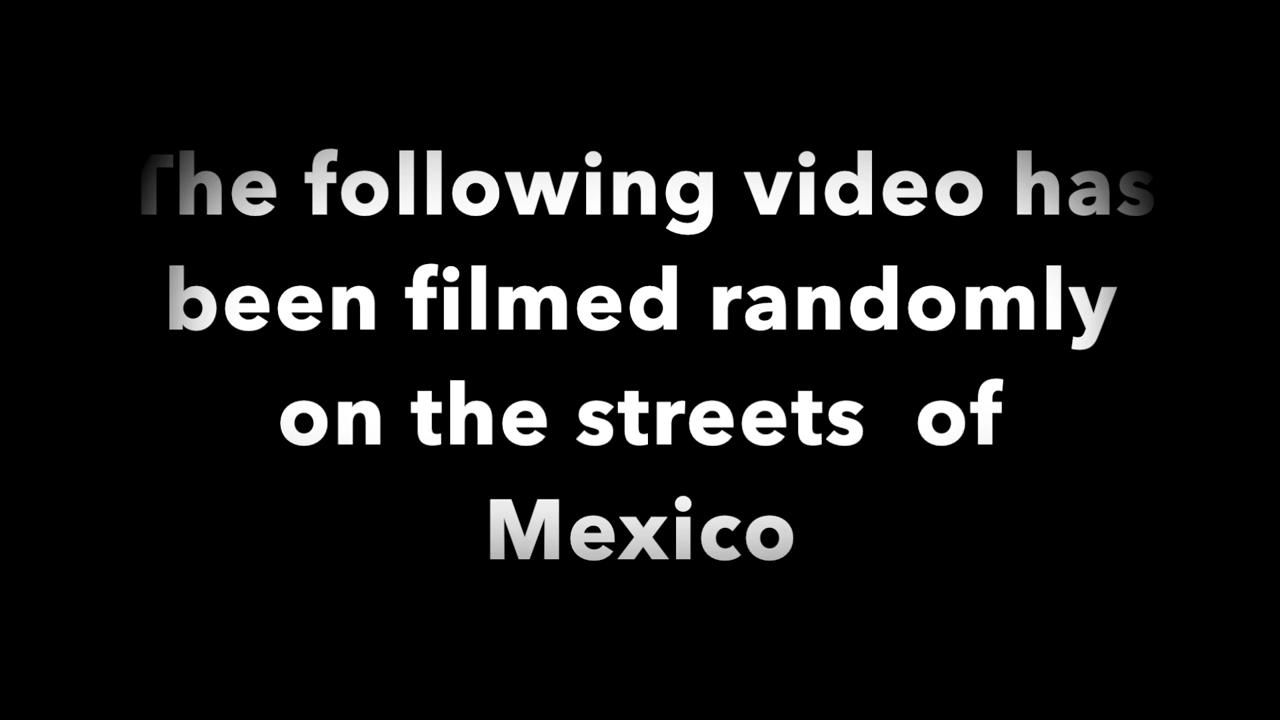 The following video has
been filmed randomly
on the streets  of
Mexico